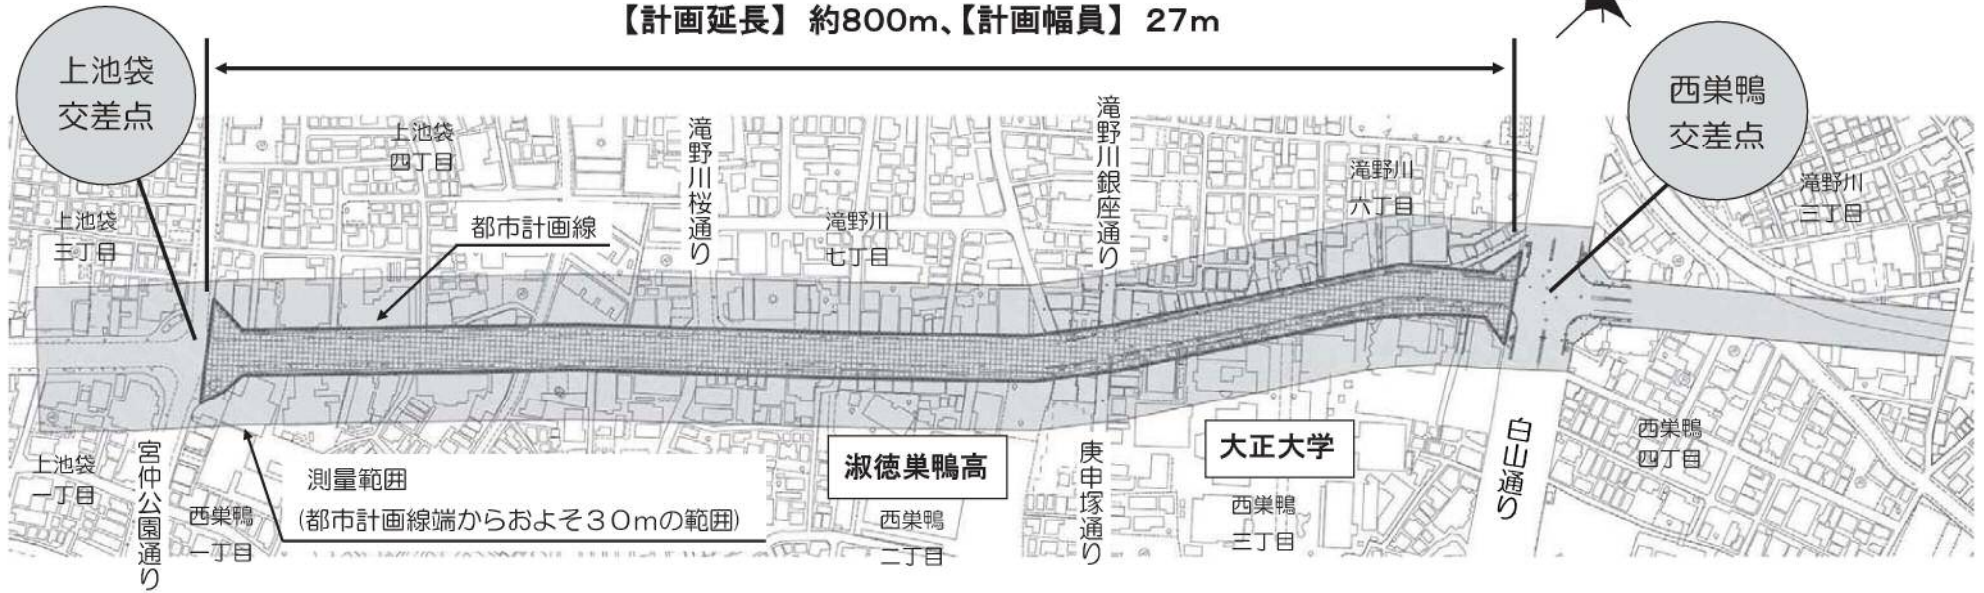 【計画延長】 約800m、【計画幅員】 27m
上池袋
交差点
西巣鴨
交差点
上池袋
四丁目
滝野川桜通り
滝野川銀座通り
滝野川
六丁目
滝野川
三丁目
上池袋
三丁目
都市計画線
滝野川
七丁目
上池袋
一丁目
宮仲公園通り
西巣鴨
一丁目
測量範囲
(都市計画線端からおよそ30mの範囲)
淑徳巣鴨高
西巣鴨
二丁目
庚申塚通り
大正大学
西巣鴨
三丁目
白山通り
西巣鴨
四丁目